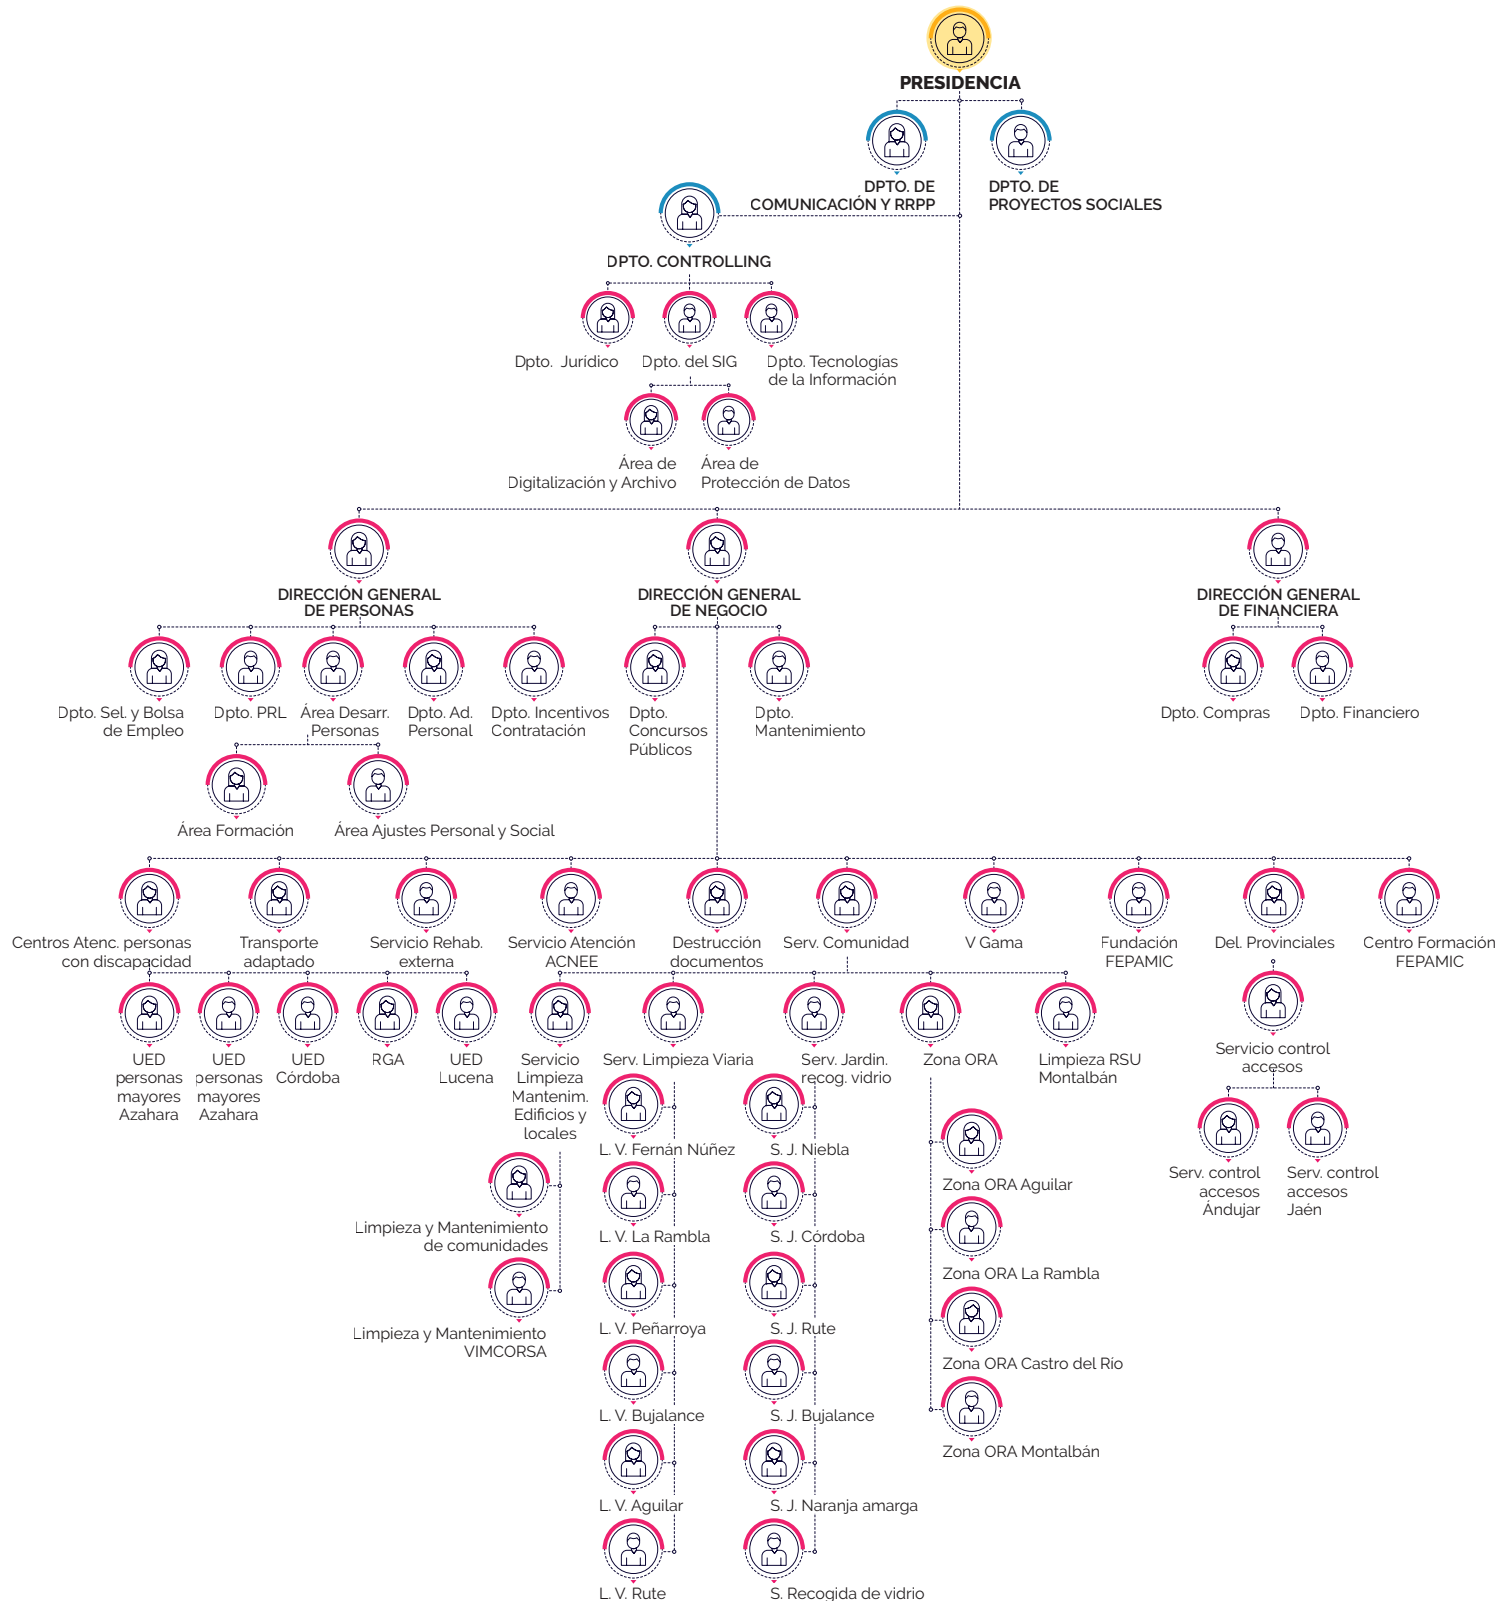 PRESIDENCIA
DPTO. DE
COMUNICACIÓN Y RRPP
DPTO. DE
PROYECTOS SOCIALES
DPTO. CONTROLLING
Dpto. Jurídico
Dpto. del SIG
Dpto. Tecnologías
de la Información
Área de
Digitalización y Archivo
Área de
Protección de Datos
DIRECCIÓN GENERAL
DE PERSONAS
DIRECCIÓN GENERAL
DE NEGOCIO
DIRECCIÓN GENERAL
DE FINANCIERA
Dpto. Sel. y Bolsa
de Empleo
Dpto. PRL
Área Desarr.
Personas
Dpto. Ad.
Personal
Dpto. Incentivos
Contratación
Dpto.
Concursos
Públicos
Dpto.
Mantenimiento
Dpto. Compras
Dpto. Financiero
Área Formación
Área Ajustes Personal y Social
Centros Atenc. personas
con discapacidad
Transporte
adaptado
Servicio Rehab.
externa
Servicio Atención
ACNEE
Destrucción
documentos
Serv. Comunidad
V Gama
Fundación
FEPAMIC
Del. Provinciales
Centro Formación
FEPAMIC
UED
personas
mayores
Azahara
UED
personas
mayores
Azahara
UED
Córdoba
RGA
UED
Lucena
Servicio
Limpieza
Mantenim.
Edificios y
locales
Serv. Limpieza Viaria
Serv. Jardin.
recog. vidrio
Zona ORA
Limpieza RSU
Montalbán
Servicio control
accesos
Limpieza y Mantenimiento
de comunidades
Limpieza y Mantenimiento
VIMCORSA
L. V. Fernán Núñez
L. V. La Rambla
L. V. Peñarroya
L. V. Bujalance
L. V. Aguilar
L. V. Rute
S. J. Niebla
S. J. Córdoba
S. J. Rute
S. J. Bujalance
S. J. Naranja amarga
S. Recogida de vidrio
Zona ORA Aguilar
Zona ORA La Rambla
Zona ORA Castro del Río
Zona ORA Montalbán
Serv. control
accesos
Ándujar
Serv. control
accesos
Jaén